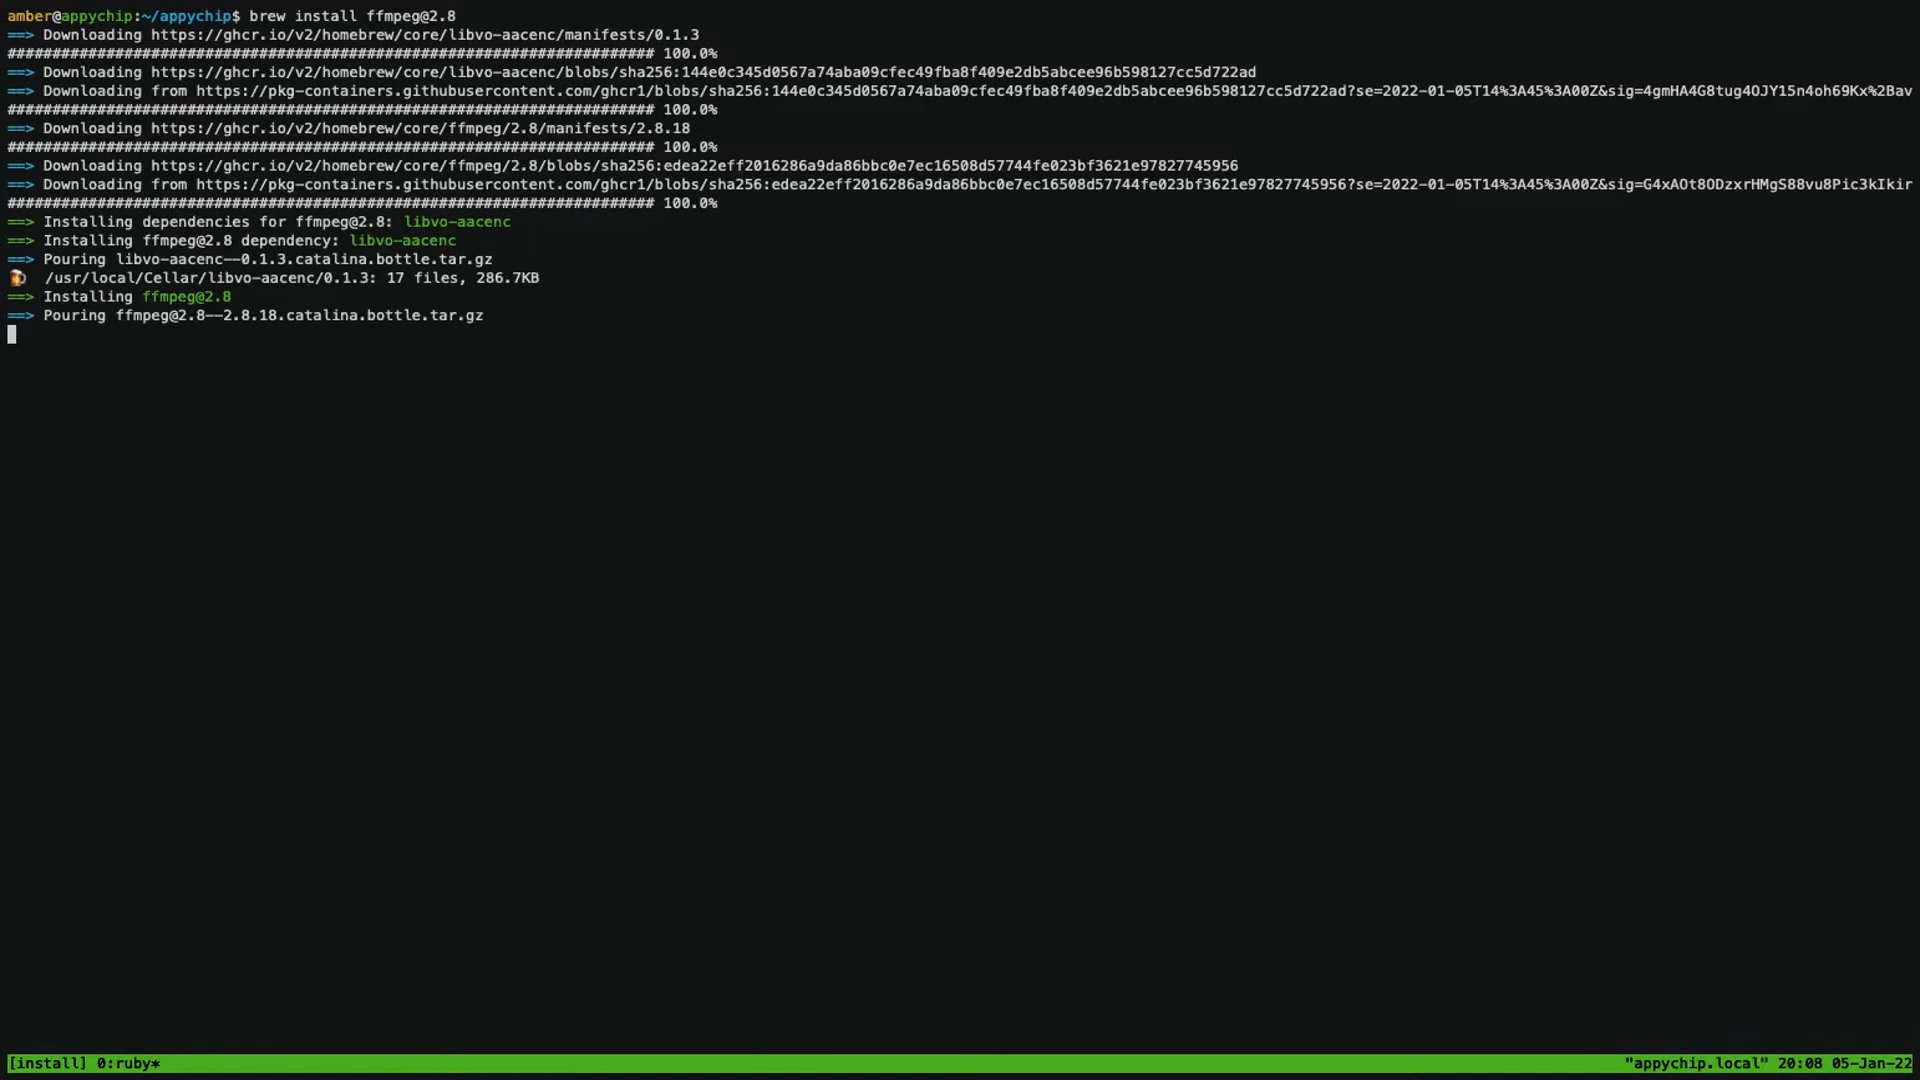 amber@appychip:~/appychip$ brew install ffmpeg@2.8
==> Downloading https://ghcr.io/v2/homebrew/core/libvo-aacenc/manifests/0.1.3
######################################################################## 100.0%
==> Downloading https://ghcr.io/v2/homebrew/core/libvo-aacenc/blobs/sha256:144e0c345d0567a74aba09cfec49fba8f409e2db5abcee96b598127cc5d722ad
==> Downloading from https://pkg-containers.githubusercontent.com/ghcr1/blobs/sha256:144e0c345d0567a74aba09cfec49fba8f409e2db5abcee96b598127cc5d722ad?se=2022-01-05T14%3A45%3A00Z&sig=4gmHA4G8tug4OJY15n4oh69Kx%2Bav
######################################################################## 100.0%
==> Downloading https://ghcr.io/v2/homebrew/core/ffmpeg/2.8/manifests/2.8.18
######################################################################## 100.0%
==> Downloading https://ghcr.io/v2/homebrew/core/ffmpeg/2.8/blobs/sha256:edea22eff2016286a9da86bbc0e7ec16508d57744fe023bf3621e97827745956
==> Downloading from https://pkg-containers.githubusercontent.com/ghcr1/blobs/sha256:edea22eff2016286a9da86bbc0e7ec16508d57744fe023bf3621e97827745956?se=2022-01-05T14%3A45%3A00Z&sig=G4xAOt8ODzxrHMgS88vu8Pic3kIkir
######################################################################## 100.0%
==> Installing dependencies for ffmpeg@2.8: libvo-aacenc
==> Installing ffmpeg@2.8 dependency: libvo-aacenc
==> Pouring libvo-aacenc--0.1.3.catalina.bottle.tar.gz
🍺 /usr/local/Cellar/libvo-aacenc/0.1.3: 17 files, 286.7KB
==> Installing ffmpeg@2.8
==> Pouring ffmpeg@2.8--2.8.18.catalina.bottle.tar.gz
[install] 0:ruby* "appychip.local" 20:08 05-Jan-22